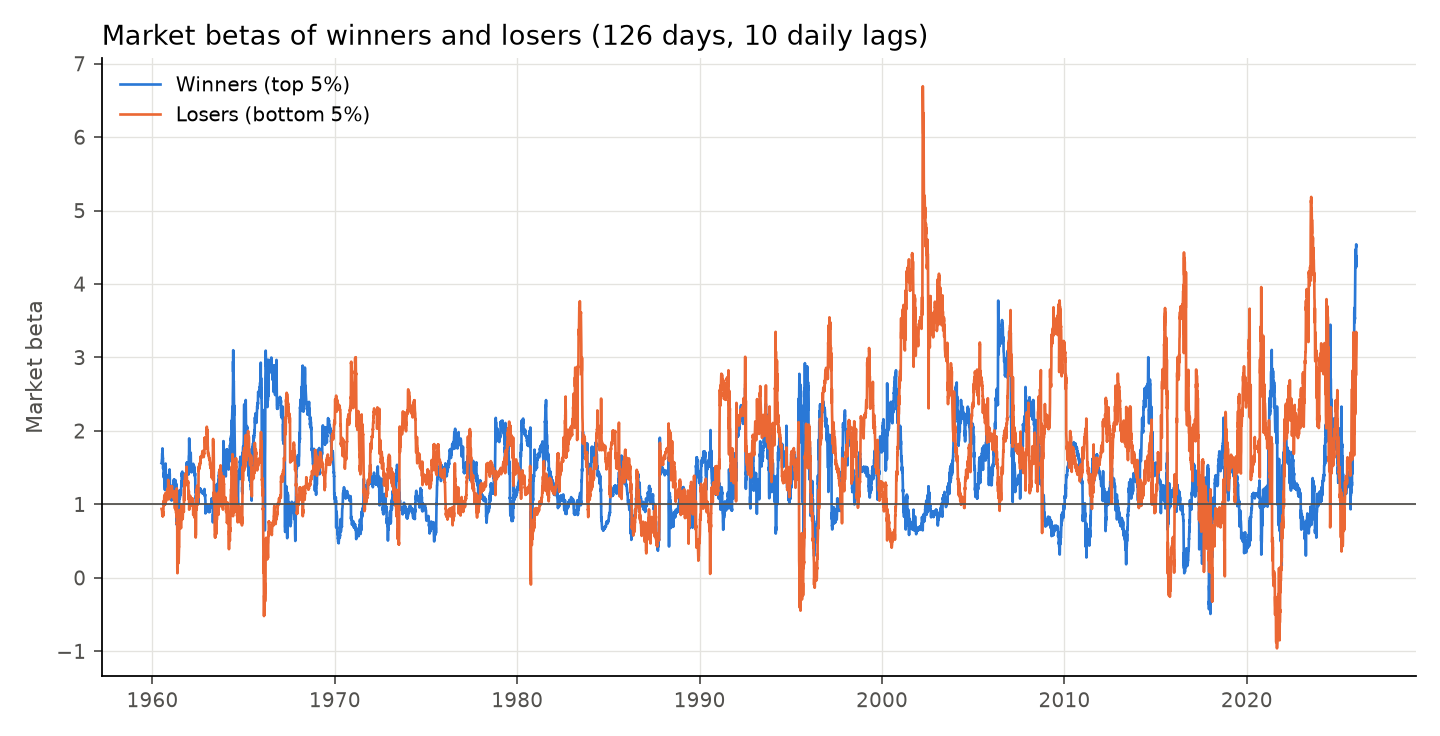 Market betas of winners and losers (126 days, 10 daily lags)
Winners (top 5%)
Losers (bottom 5%)
Market beta
7
6
5
4
3
2
1
0
−1
1960 1970 1980 1990 2000 2010 2020